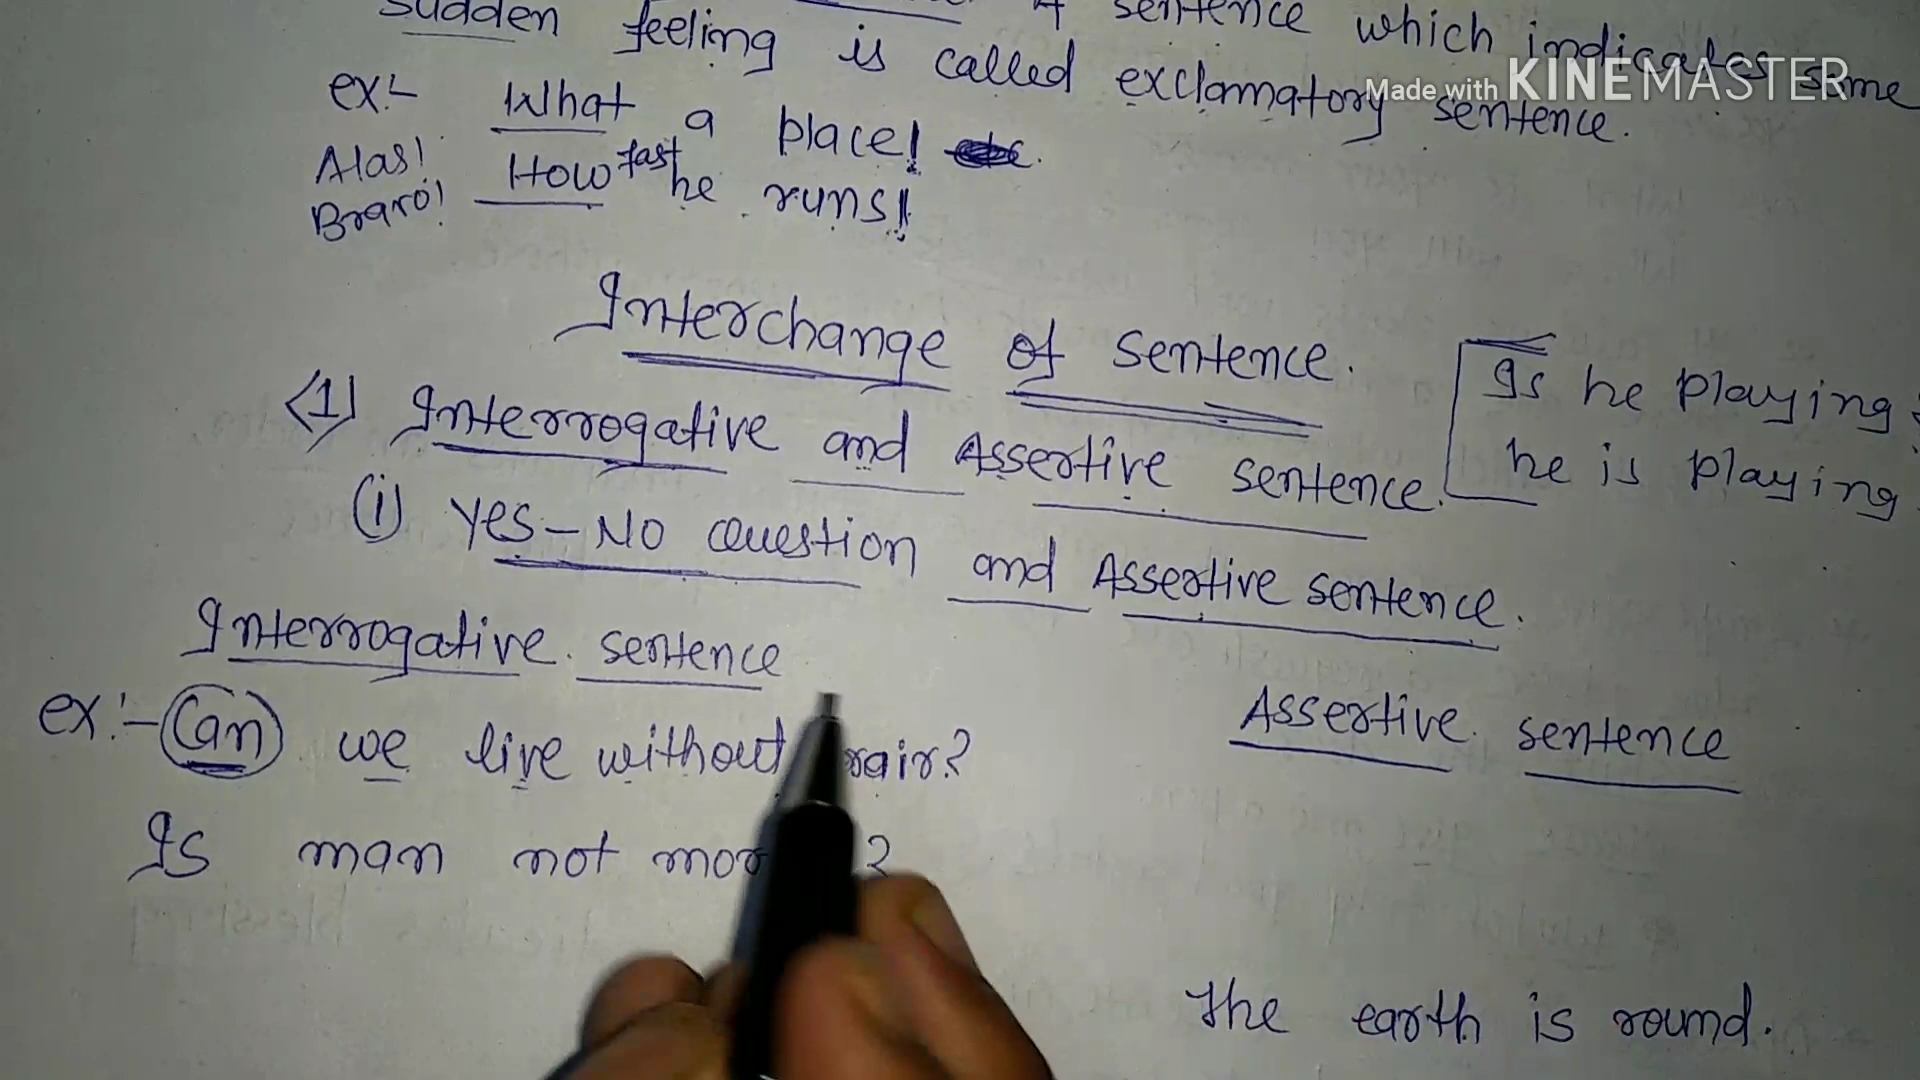 sudden feeling is called exclamatory sentence.
A sentence which indicates some
Made with KINEMASTER
ex:- What a place!
Alas! How fast he runs!
Bravo!
Interchange of sentence.
(1) Interrogative and Assertive sentence.
Is he playing
he is playing
(i) Yes-No Question and Assertive sentence.
Interrogative sentence
Assertive sentence
ex:- Can we live without air?
Is man not ?
The earth is round.